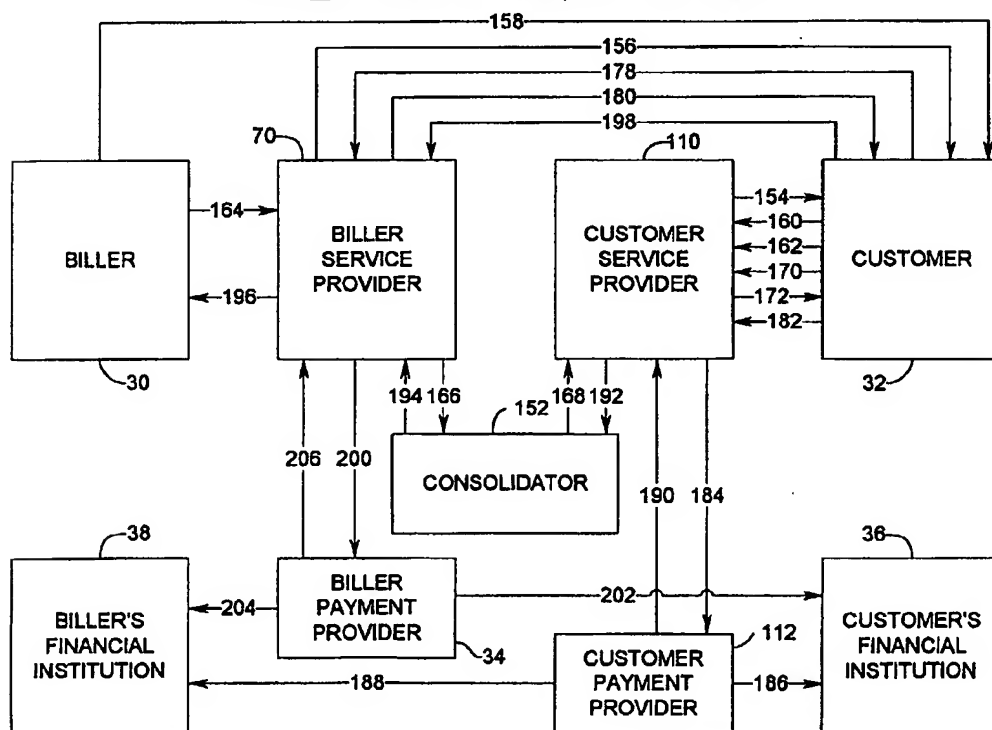 158
156
178
180
198
70
110
BILLER
164
196
30
BILLER
SERVICE
PROVIDER
CUSTOMER
SERVICE
PROVIDER
154
160
162
170
172
182
CUSTOMER
32
194
166
152
168
192
206
200
CONSOLIDATOR
190
184
38
36
BILLER'S
FINANCIAL
INSTITUTION
204
BILLER
PAYMENT
PROVIDER
34
202
CUSTOMER'S
FINANCIAL
INSTITUTION
112
188
CUSTOMER
PAYMENT
PROVIDER
186